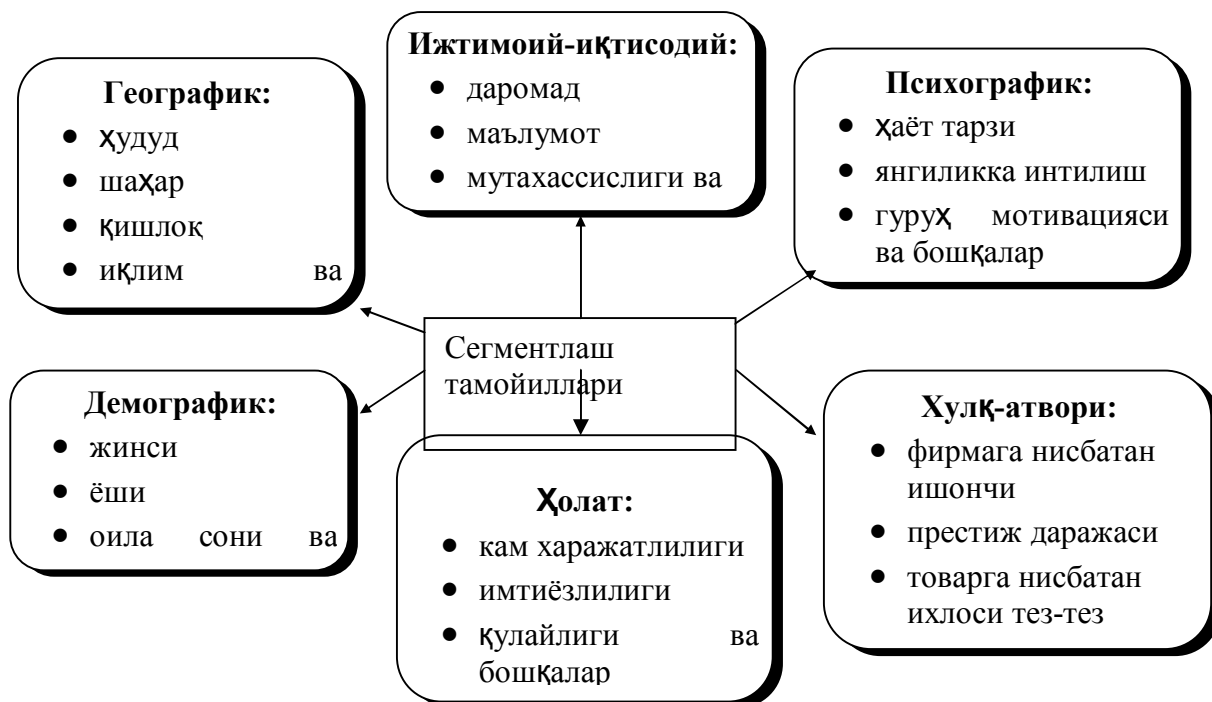 Ижтимоий-иқтисодий:
• даромад
• маълумот
• мутахассислиги ва
Географик:
• ҳудуд
• шаҳар
• қишлоқ
• иқлим ва
Психографик:
• ҳаёт тарзи
• янгиликка интилиш
• гуруҳ мотивацияси
ва бошқалар
Сегментлаш
тамойиллари
Демографик:
• жинси
• ёши
• оила сони ва
Ҳолат:
• кам харажатлилиги
• имтиёзлилиги
• қулайлиги ва
бошқалар
Хулқ-атвори:
• фирмага нисбатан
ишончи
• престиж даражаси
• товарга нисбатан
ихлоси тез-тез